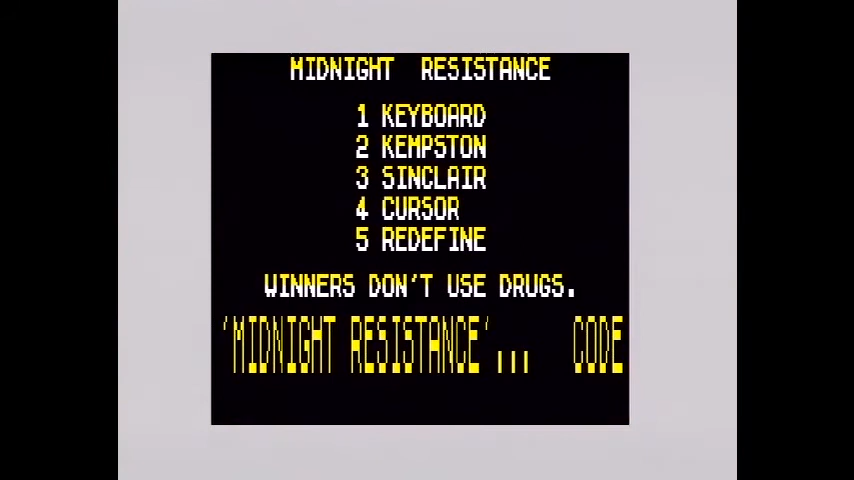 MIDNIGHT RESISTANCE
1 KEYBOARD
2 KEMPSTON
3 SINCLAIR
4 CURSOR
5 REDEFINE
WINNERS DON'T USE DRUGS.
'MIDNIGHT RESISTANCE'... CODE